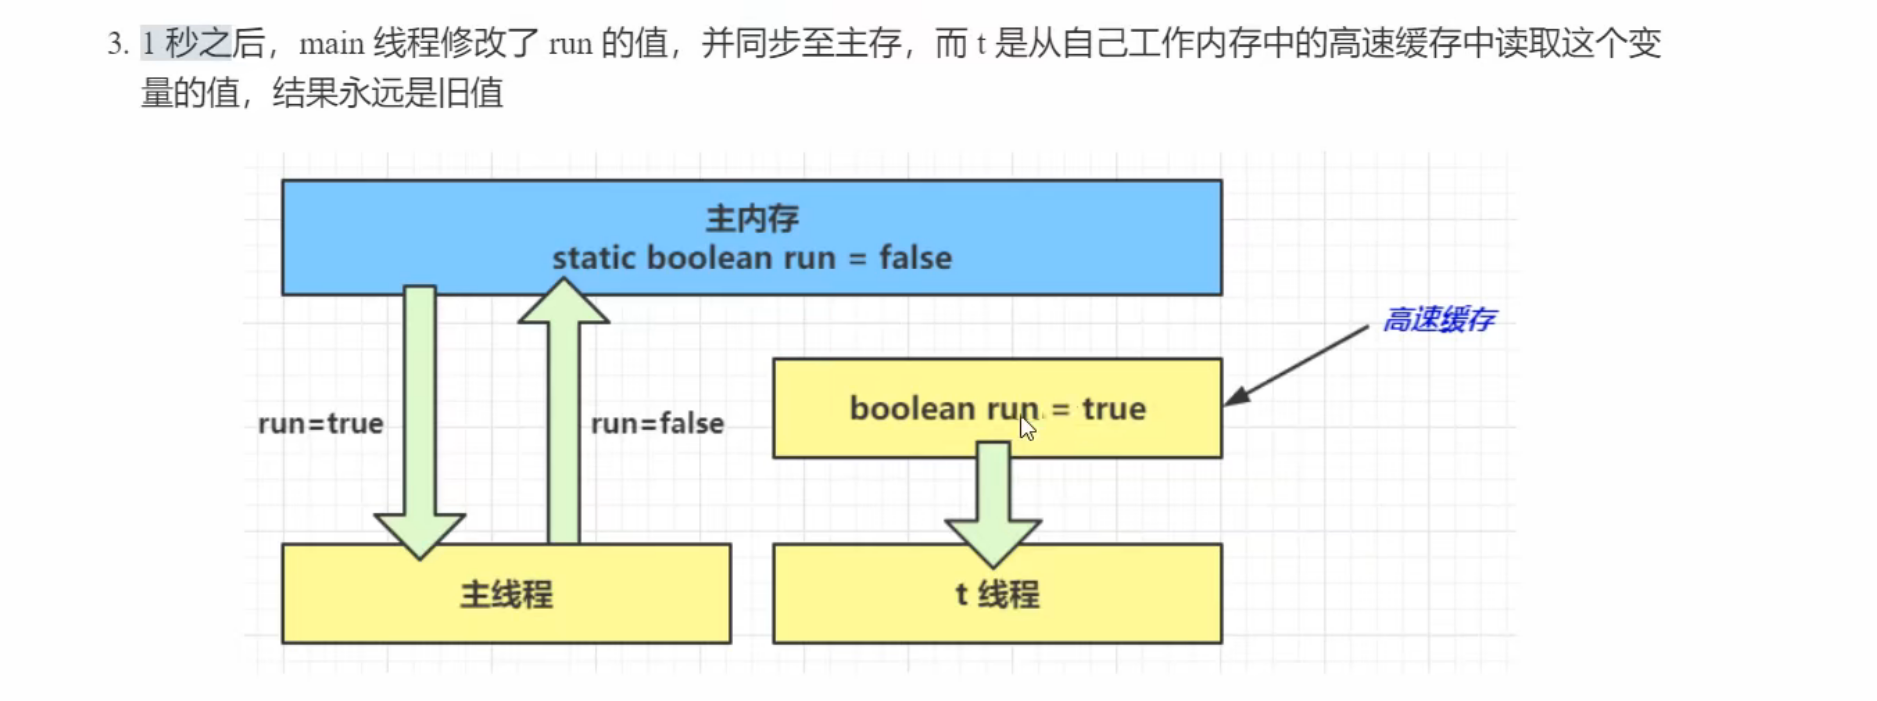 3. 1 秒之后，main 线程修改了 run 的值，并同步至主存，而 t 是从自己工作内存中的高速缓存中读取这个变
量的值，结果永远是旧值
主内存
static boolean run = false
高速缓存
boolean run = true
run=true
run=false
主线程
t 线程